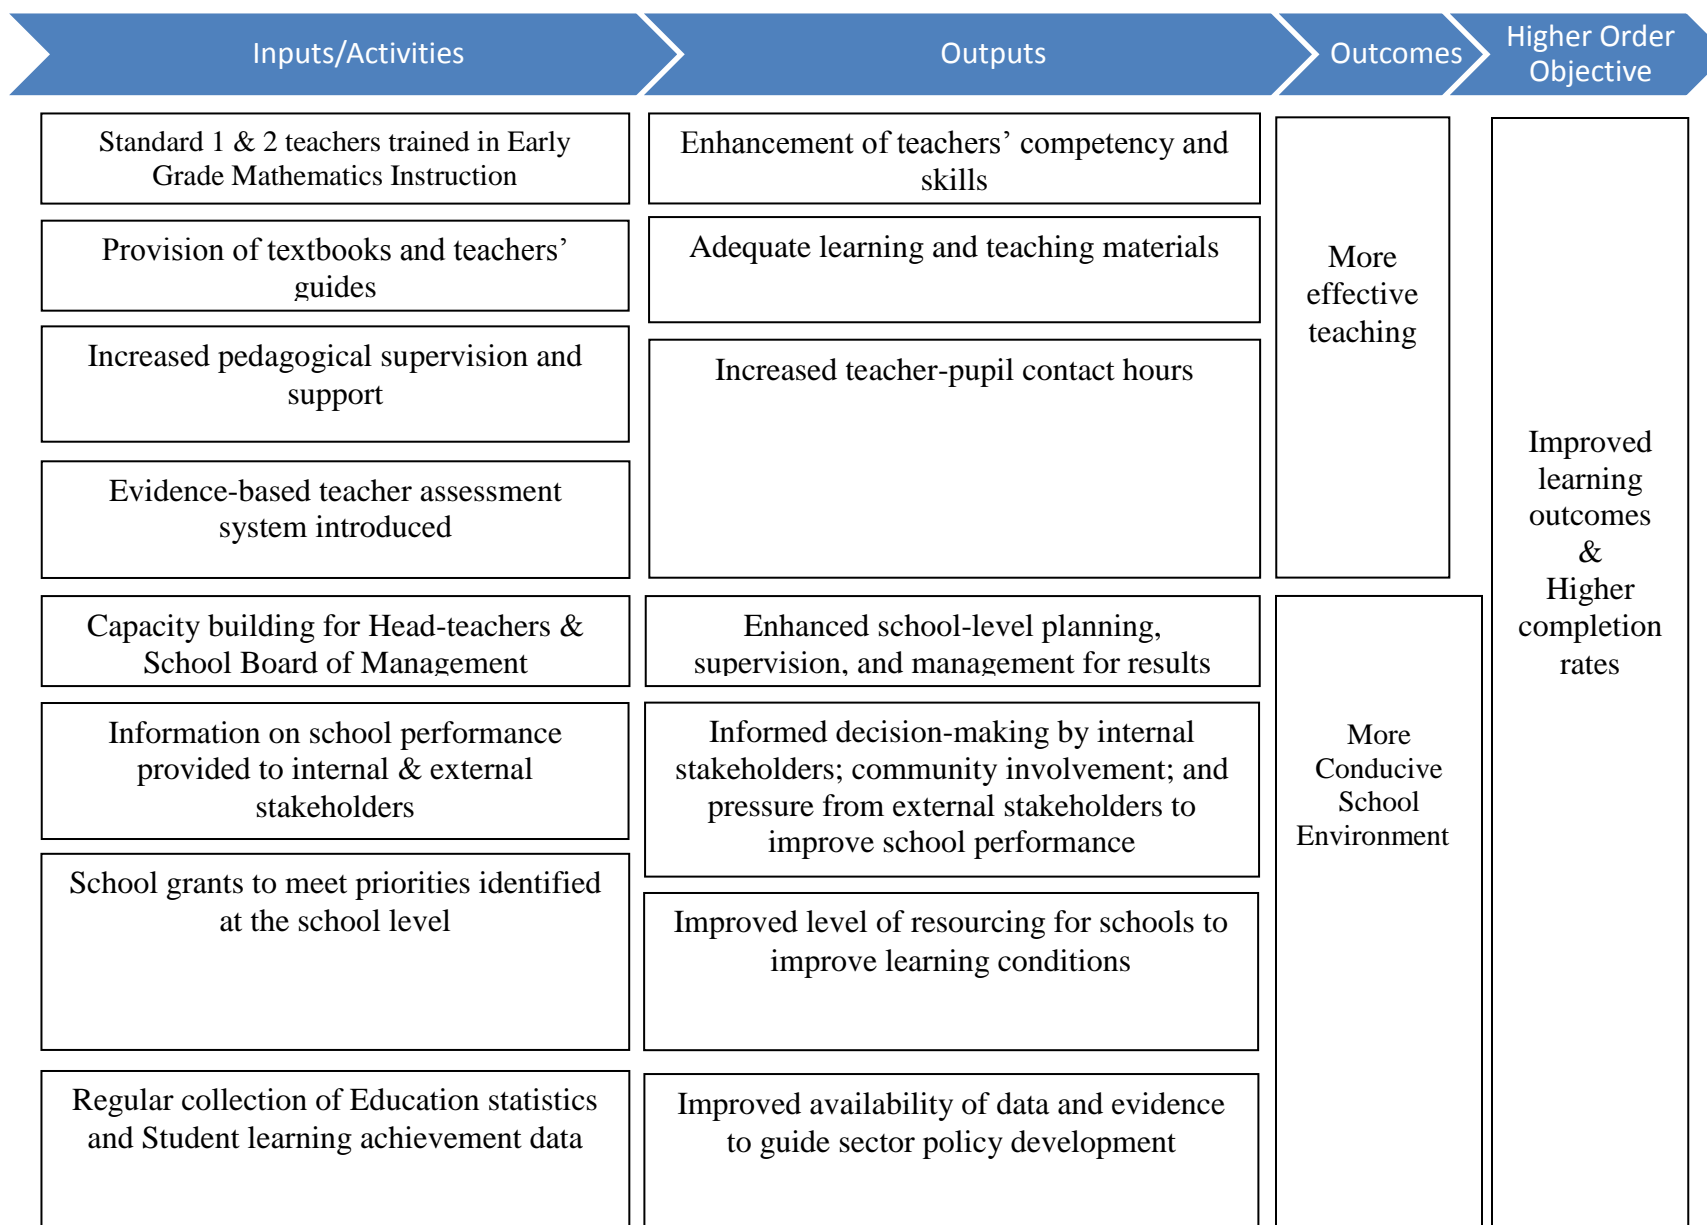 Inputs/Activities
Outputs
Outcomes
Higher Order
Objective
Standard 1 & 2 teachers trained in Early
Grade Mathematics Instruction
Provision of textbooks and teachers’
guides
Increased pedagogical supervision and
support
Evidence-based teacher assessment
system introduced
Capacity building for Head-teachers &
School Board of Management
Information on school performance
provided to internal & external
stakeholders
School grants to meet priorities identified
at the school level
Regular collection of Education statistics
and Student learning achievement data
Enhancement of teachers’ competency and
skills
Adequate learning and teaching materials
Increased teacher-pupil contact hours
Enhanced school-level planning,
supervision, and management for results
Informed decision-making by internal
stakeholders; community involvement; and
pressure from external stakeholders to
improve school performance
Improved level of resourcing for schools to
improve learning conditions
Improved availability of data and evidence
to guide sector policy development
More
effective
teaching
More
Conducive
School
Environment
Improved
learning
outcomes
&
Higher
completion
rates